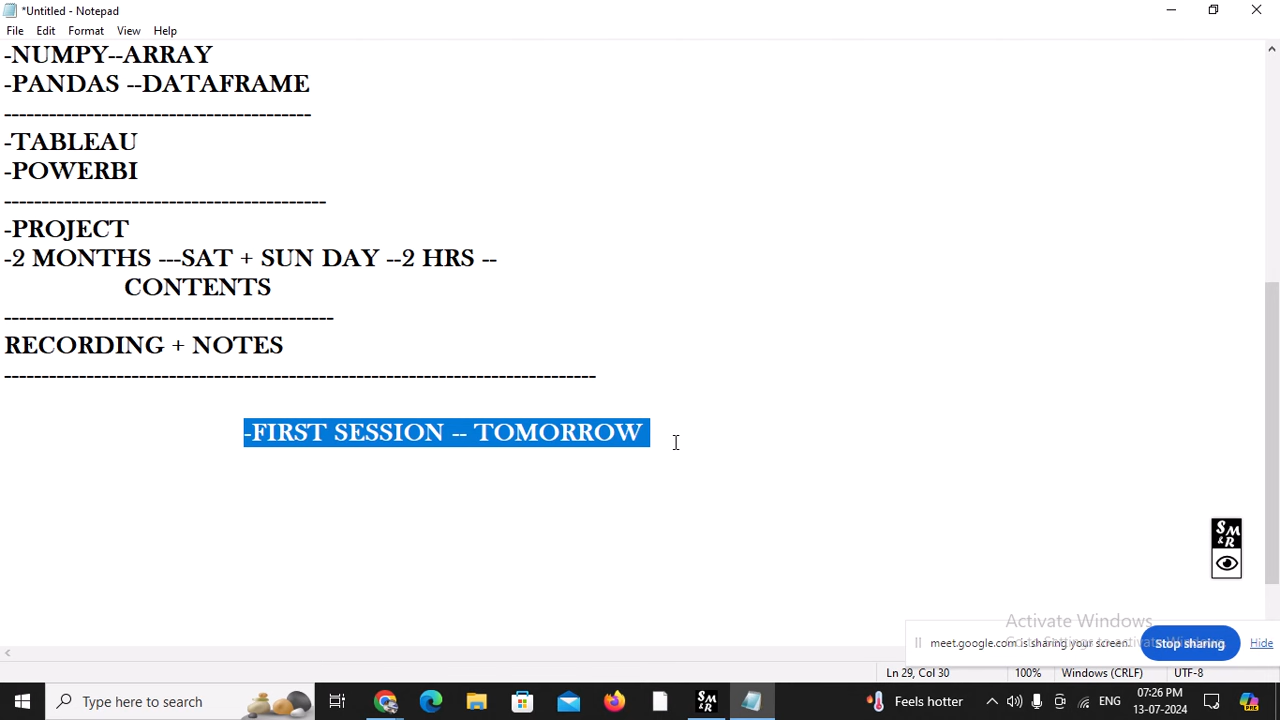 *Untitled - Notepad
File Edit Format View Help
-NUMPY--ARRAY
-PANDAS --DATAFRAME
-----------------------------------------
-TABLEAU
-POWERBI
-------------------------------------------
-PROJECT
-2 MONTHS ---SAT + SUN DAY --2 HRS --
CONTENTS
--------------------------------------------
RECORDING + NOTES
-------------------------------------------------------------------------------
-FIRST SESSION -- TOMORROW
SM&R
Activate Windows
meet.google.com is sharing your screen. Stop sharing Hide
Ln 29, Col 30 100% Windows (CRLF) UTF-8
Type here to search SM&R Feels hotter ENG 07:26 PM
13-07-2024
PRE